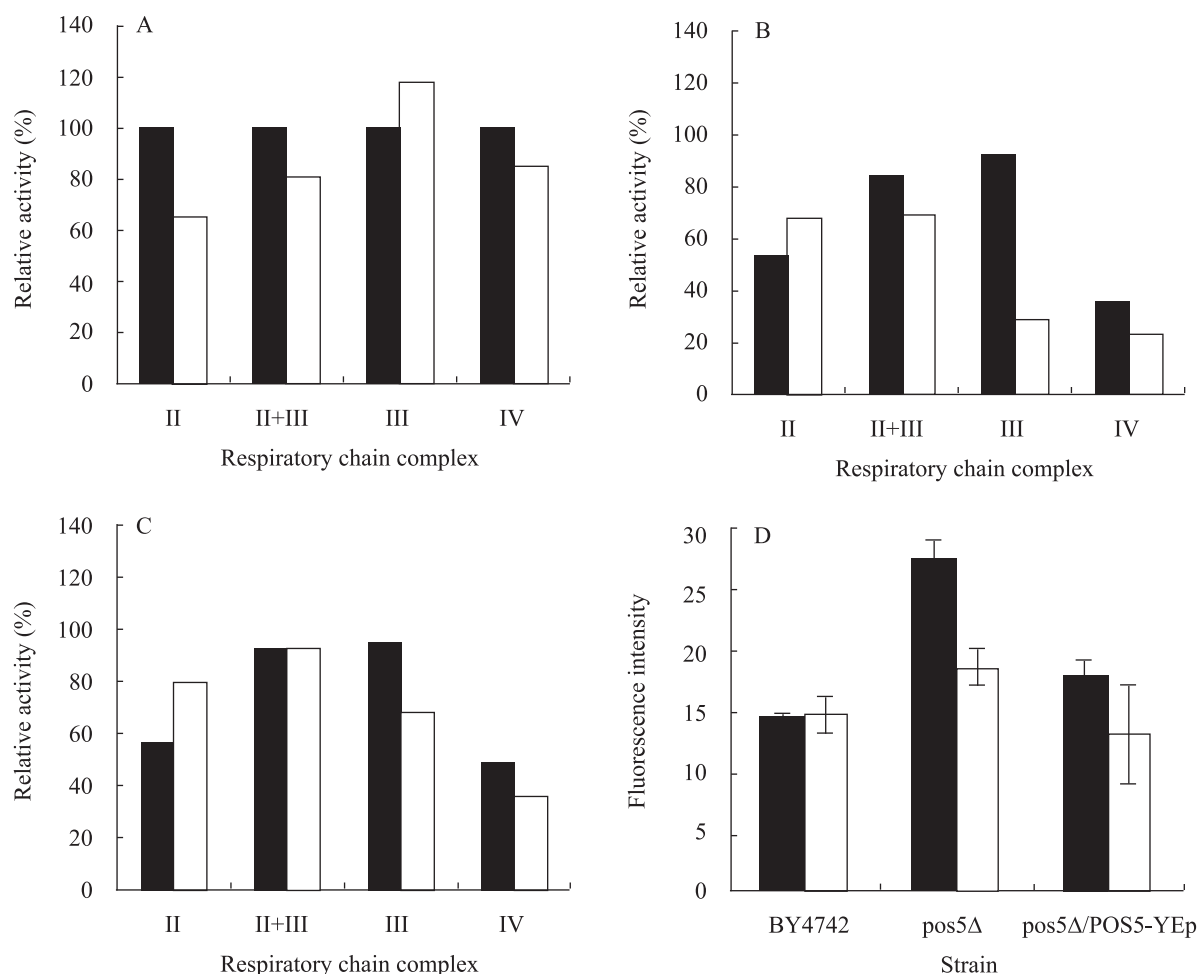 A
Relative activity (%)
140
120
100
80
60
40
20
0
II II+III III IV
Respiratory chain complex
B
Relative activity (%)
140
120
100
80
60
40
20
0
II II+III III IV
Respiratory chain complex
C
Relative activity (%)
140
120
100
80
60
40
20
0
II II+III III IV
Respiratory chain complex
D
Fluorescence intensity
30
25
20
15
10
5
0
BY4742 pos5Δ pos5Δ/POS5-YEp
Strain